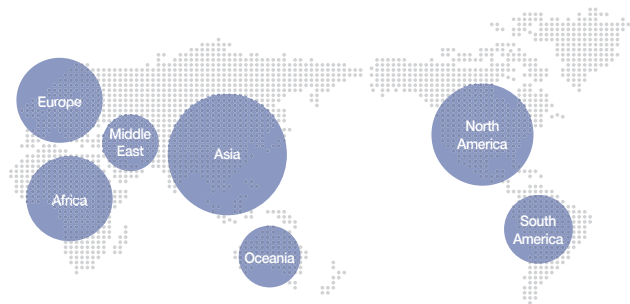 Europe
Middle
East
Asia
Africa
Oceania
North
America
South
America